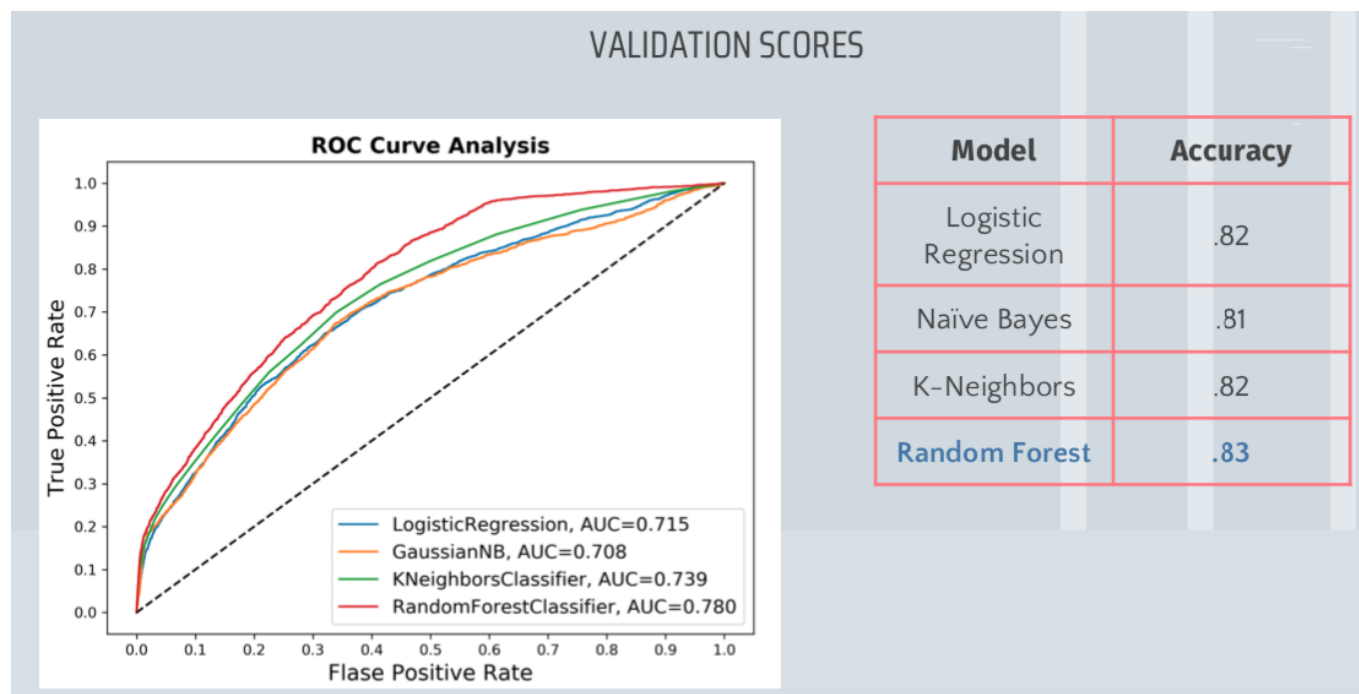 VALIDATION SCORES
ROC Curve Analysis
True Positive Rate
1.0
0.9
0.8
0.7
0.6
0.5
0.4
0.3
0.2
0.1
0.0
0.0 0.1 0.2 0.3 0.4 0.5 0.6 0.7 0.8 0.9 1.0
Flase Positive Rate
LogisticRegression, AUC=0.715
GaussianNB, AUC=0.708
KNeighborsClassifier, AUC=0.739
RandomForestClassifier, AUC=0.780
Model Accuracy
Logistic
Regression .82
Naïve Bayes .81
K-Neighbors .82
Random Forest .83